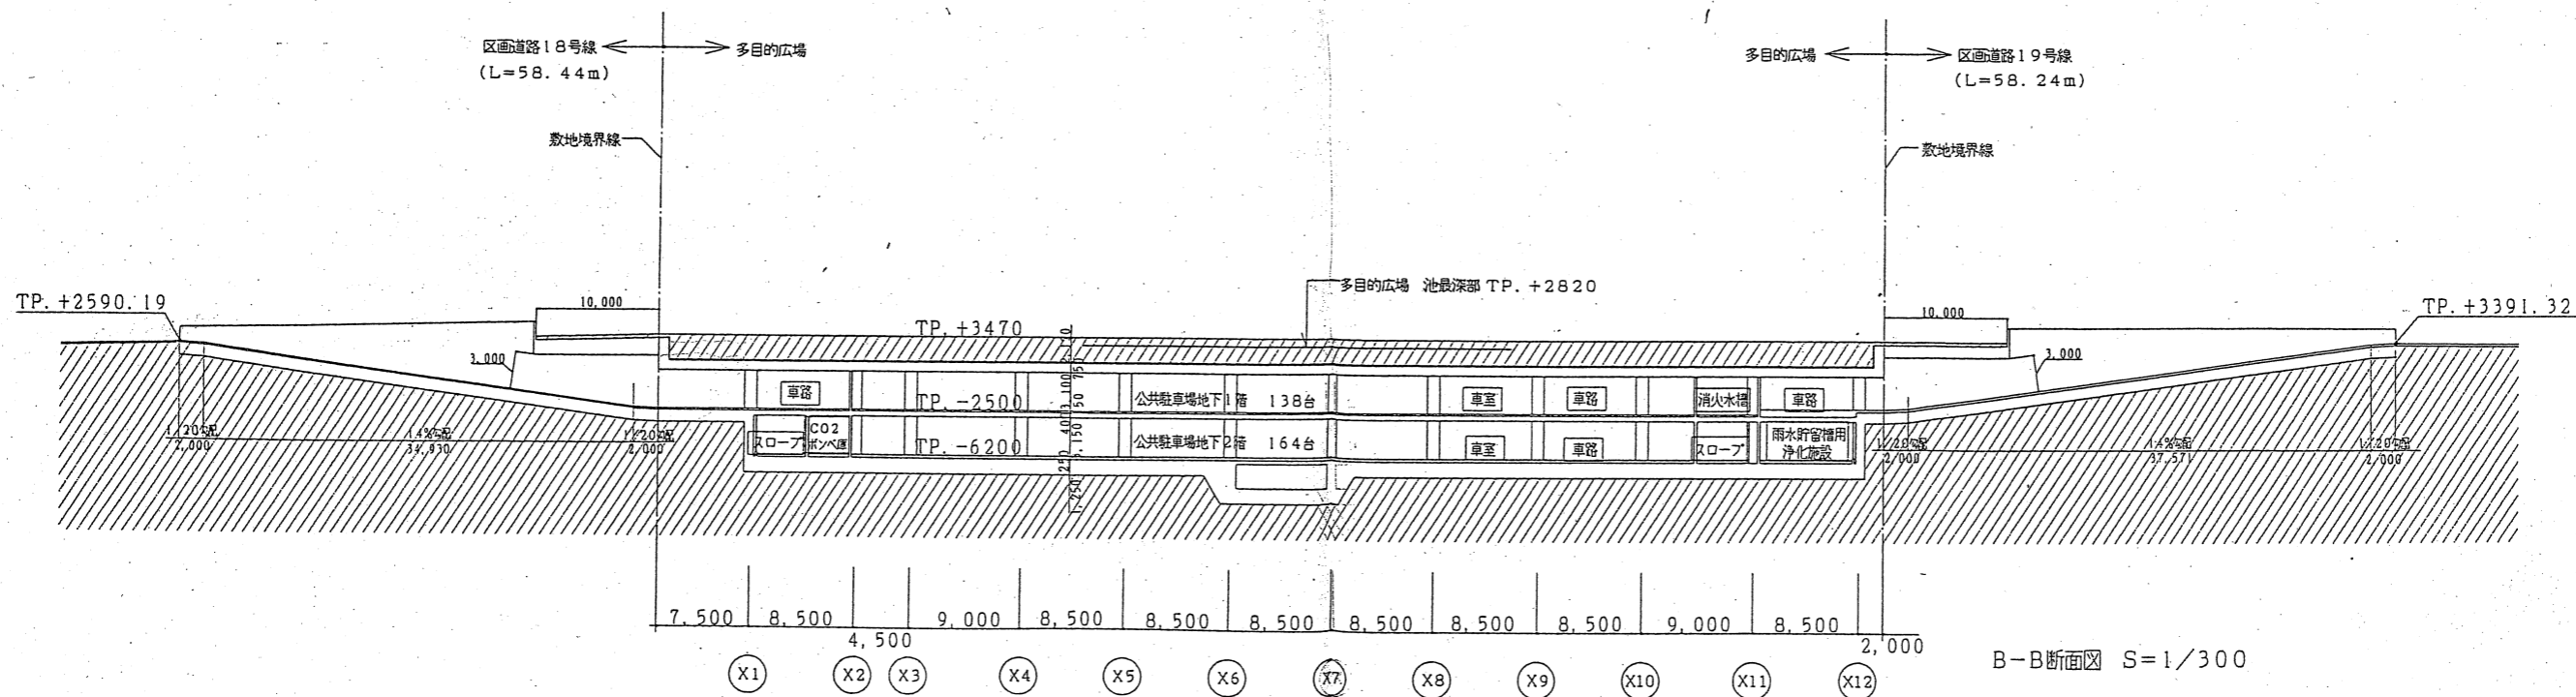 区画道路18号線
(L=58.44m)
多目的広場
多目的広場
区画道路19号線
(L=58.24m)
敷地境界線
敷地境界線
TP.+2590.19
10,000
3,000
TP.+3470
多目的広場 池最深部 TP.+2820
10,000
3,000
TP.+3391.32
車路
TP.-2500
公共駐車場地下1階 138台
車室
車路
消火水槽
車路
スロープ
CO2
ボンベ庫
TP.-6200
公共駐車場地下2階 164台
車室
車路
スロープ
雨水貯留槽用
浄化施設
1/20勾配
2,000
14%勾配
34,930
1/20勾配
2,000
1/20勾配
2,000
14%勾配
37,571
1/20勾配
2,000
7,500
8,500
4,500
9,000
8,500
8,500
8,500
8,500
8,500
8,500
9,000
8,500
2,000
X1
X2
X3
X4
X5
X6
X7
X8
X9
X10
X11
X12
B-B断面図 S=1/300